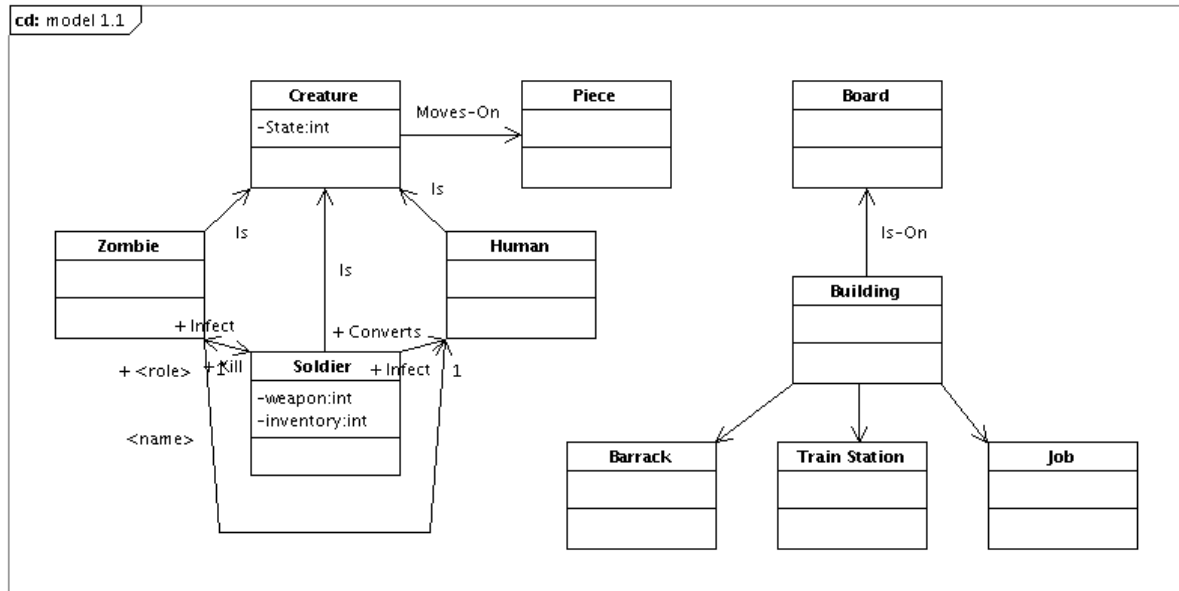 cd: model 1.1
Creature
Piece
Board
-State:int
Moves-On
Is
Is
Is
Is-On
Zombie
Human
Building
+ Infect
+ Converts
+ <role>
1
+ Kill
Soldier
+ Infect
1
-weapon:int
-inventory:int
<name>
Barrack
Train Station
Job